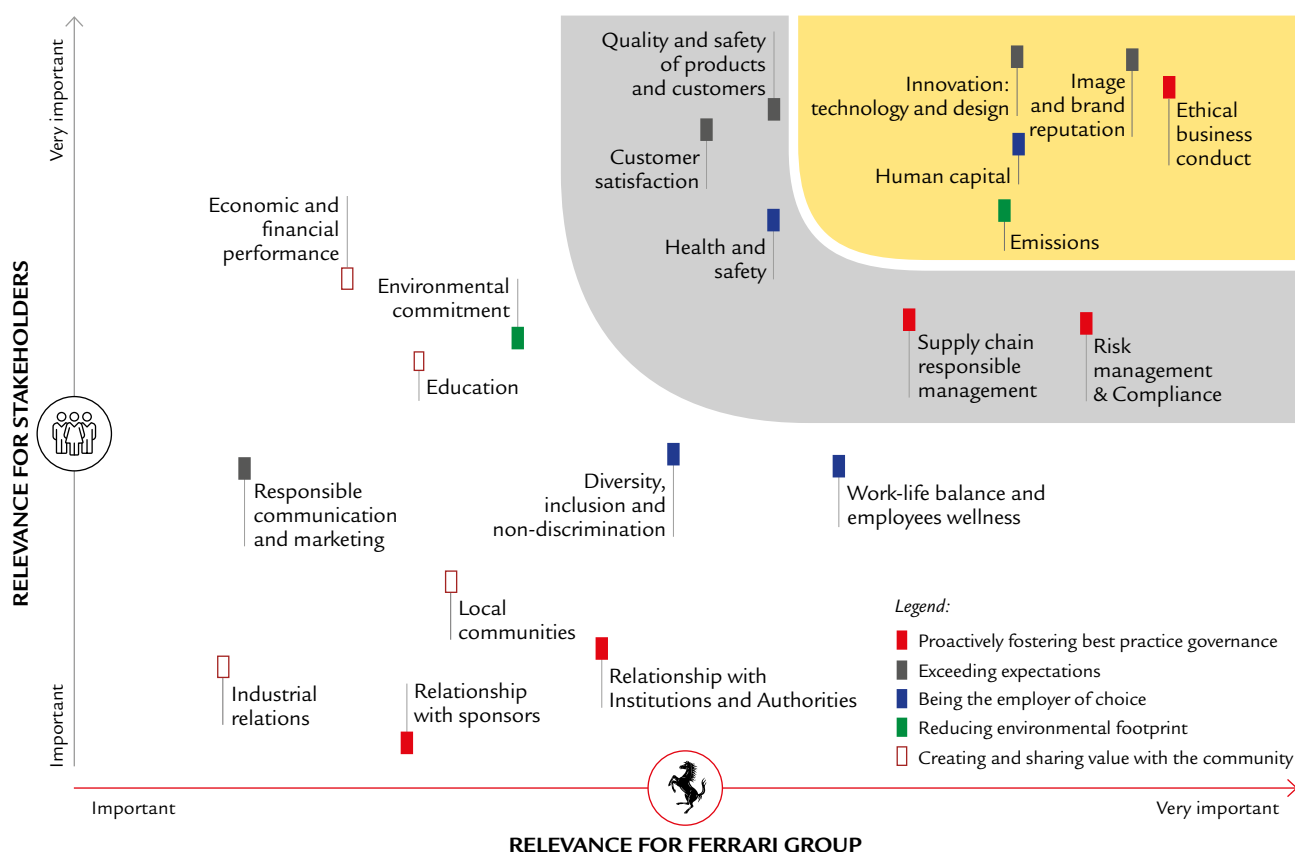 Very important
RELEVANCE FOR STAKEHOLDERS
Important
Quality and safety
of products
and customers
Customer
satisfaction
Health and
safety
Innovation:
technology and design
Image
and brand
reputation
Ethical
business
conduct
Human capital
Emissions
Economic and
financial
performance
Environmental
commitment
Education
Supply chain
responsible
management
Risk
management
& Compliance
Responsible
communication
and marketing
Diversity,
inclusion and
non-discrimination
Work-life balance and
employees wellness
Local
communities
Industrial
relations
Relationship
with sponsors
Relationship with
Institutions and Authorities
Legend:
Proactively fostering best practice governance
Exceeding expectations
Being the employer of choice
Reducing environmental footprint
Creating and sharing value with the community
Important
Very important
RELEVANCE FOR FERRARI GROUP